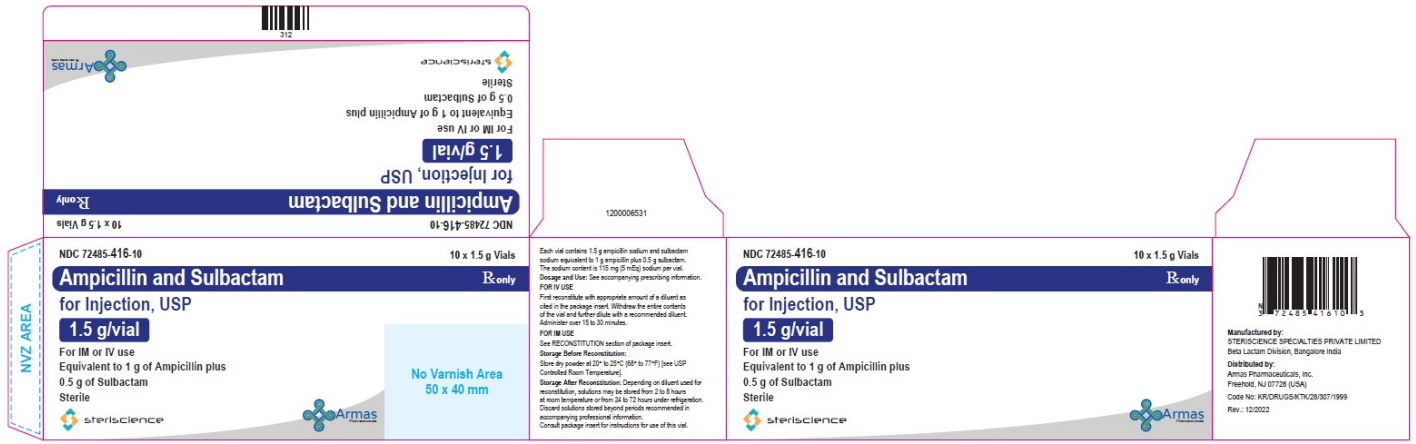 312
Armas
steriscience
Sterile
0.5 g of Sulbactam
Equivalent to 1 g of Ampicillin plus
For IM or IV use
1.5 g/vial
for Injection, USP
Ampicillin and Sulbactam
Rx only
NDC 72485-416-10
10 x 1.5 g Vials
NVZ AREA
NDC 72485-416-10
10 x 1.5 g Vials
Ampicillin and Sulbactam
Rx only
for Injection, USP
1.5 g/vial
For IM or IV use
Equivalent to 1 g of Ampicillin plus
0.5 g of Sulbactam
Sterile
steriscience
Armas
Pharmaceuticals
No Varnish Area
50 x 40 mm
1200006531
Each vial contains 1.5 g ampicillin sodium and sulbactam
sodium equivalent to 1 g ampicillin plus 0.5 g sulbactam.
The sodium content is 115 mg (5 mEq) sodium per vial.
Dosage and Use: See accompanying prescribing information.
FOR IV USE
First reconstitute with appropriate amount of a diluent as
cited in the package insert. Withdraw the entire contents
of the vial and further dilute with a recommended diluent.
Administer over 15 to 30 minutes.
FOR IM USE
See RECONSTITUTION section of package insert.
Storage Before Reconstitution:
Store dry powder at 20° to 25°C (68° to 77°F) [see USP
Controlled Room Temperature].
Storage After Reconstitution: Depending on diluent used for
reconstitution, solutions may be stored from 2 to 8 hours
at room temperature or from 24 to 72 hours under refrigeration.
Discard solutions stored beyond periods recommended in
accompanying professional information.
Consult package insert for instructions for use of this vial.
NDC 72485-416-10
10 x 1.5 g Vials
Ampicillin and Sulbactam
Rx only
for Injection, USP
1.5 g/vial
For IM or IV use
Equivalent to 1 g of Ampicillin plus
0.5 g of Sulbactam
Sterile
steriscience
Armas
Pharmaceuticals
N
3 72485 41610 3
Manufactured by:
STERISCIENCE SPECIALTIES PRIVATE LIMITED
Beta Lactam Division, Bangalore India
Distributed by:
Armas Pharmaceuticals, Inc.
Freehold, NJ 07728 (USA)
Code No: KR/DRUGS/KTK/28/307/1999
Rev.: 12/2022